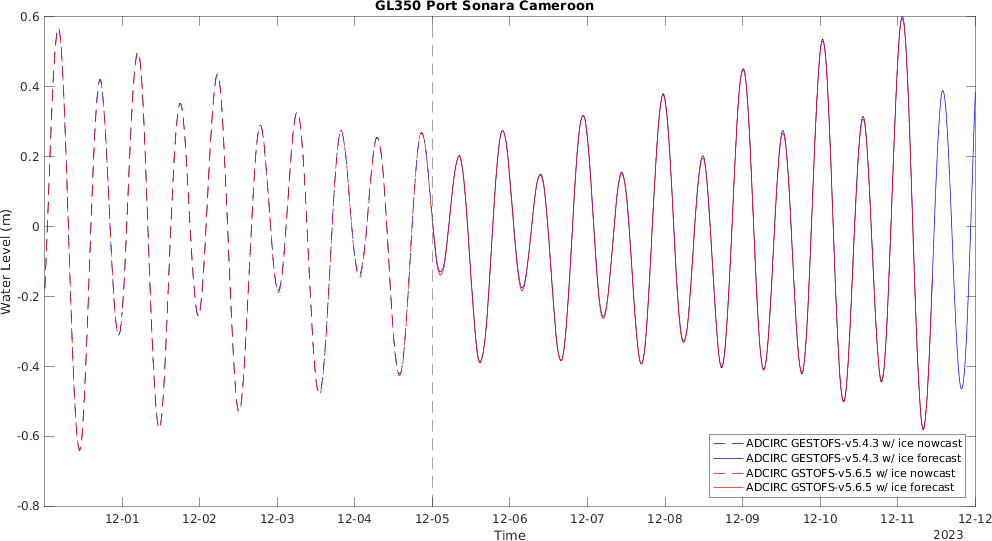 GL350 Port Sonara Cameroon
0.6
0.4
0.2
0
-0.2
-0.4
-0.6
-0.8
Water Level (m)
12-01 12-02 12-03 12-04 12-05 12-06 12-07 12-08 12-09 12-10 12-11 12-12
Time
2023
ADCIRC GESTOFS-v5.4.3 w/ ice nowcast
ADCIRC GESTOFS-v5.4.3 w/ ice forecast
ADCIRC GSTOFS-v5.6.5 w/ ice nowcast
ADCIRC GSTOFS-v5.6.5 w/ ice forecast